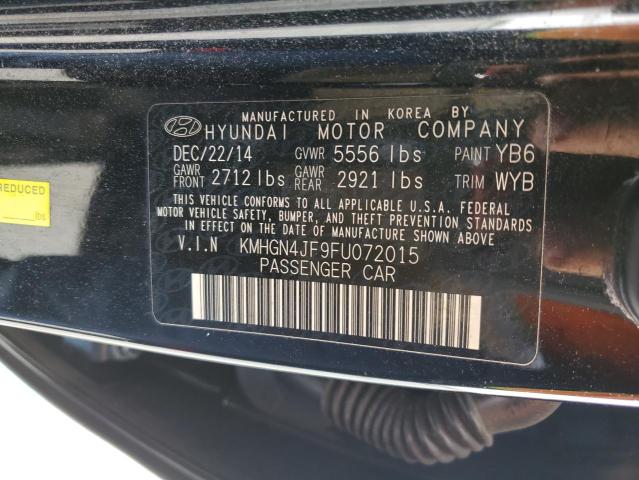 MANUFACTURED IN KOREA BY
HYUNDAI MOTOR COMPANY
DEC/22/14 GVWR 5556 lbs PAINT YB6
GAWR FRONT 2712 lbs GAWR REAR 2921 lbs TRIM WYB
THIS VEHICLE CONFORMS TO ALL APPLICABLE U.S.A. FEDERAL
MOTOR VEHICLE SAFETY, BUMPER, AND THEFT PREVENTION STANDARDS
IN EFFECT ON THE DATE OF MANUFACTURE SHOWN ABOVE.
V.I.N KMHGN4JF9FU072015
PASSENGER CAR
REDUCED
lbs